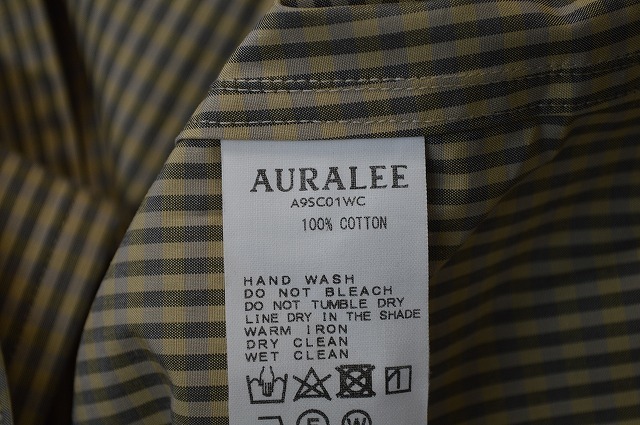 AURALEE
A9SC01WC
100% COTTON
HAND WASH
DO NOT BLEACH
DO NOT TUMBLE DRY
LINE DRY IN THE SHADE
WARM IRON
DRY CLEAN
WET CLEAN